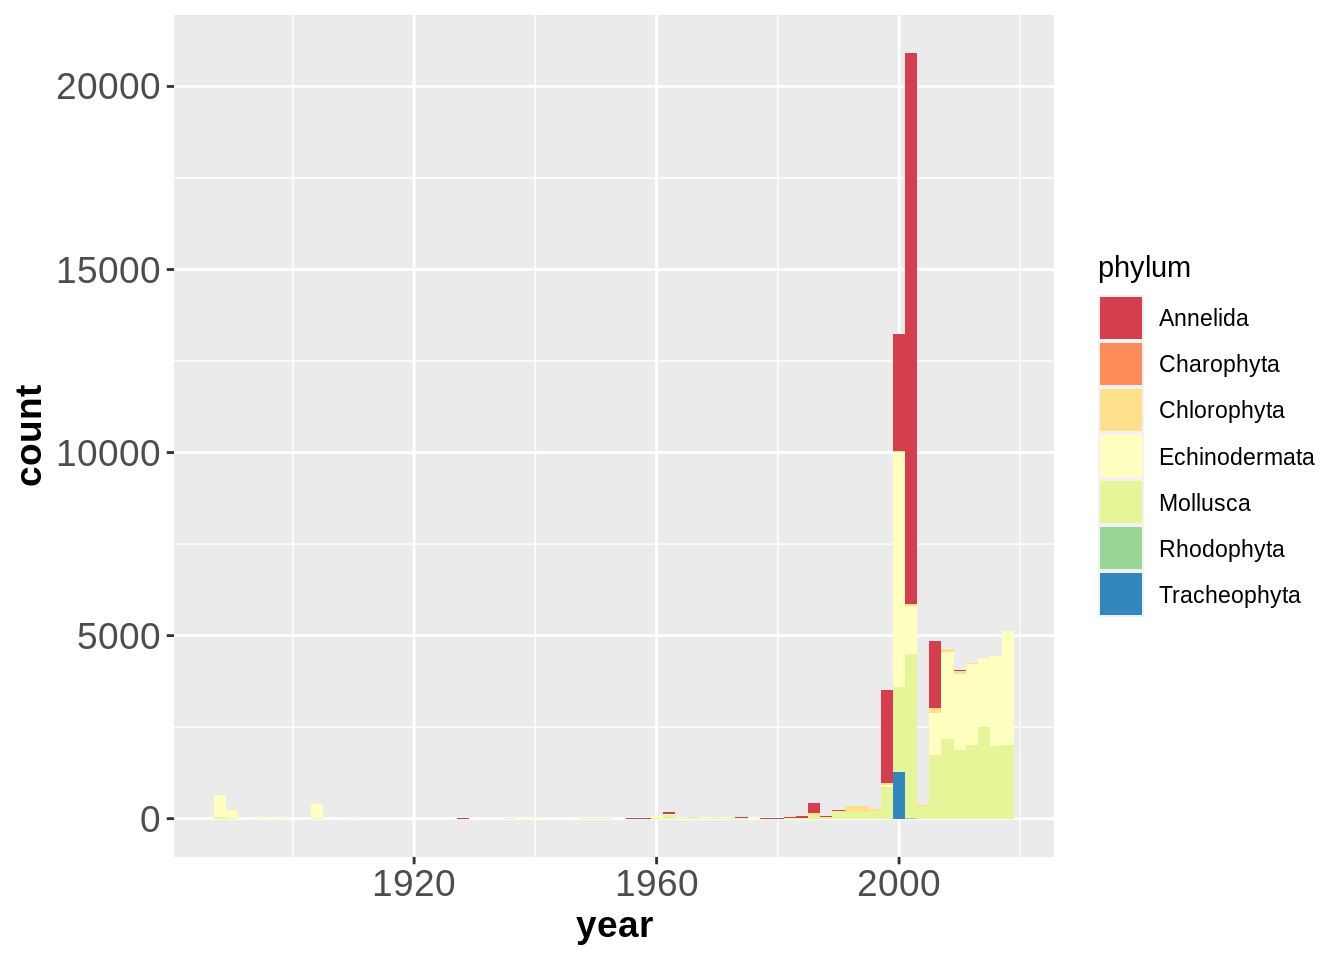 20000
15000
10000
5000
0
count
1920
1960
2000
year
phylum
Annelida
Charophyta
Chlorophyta
Echinodermata
Mollusca
Rhodophyta
Tracheophyta